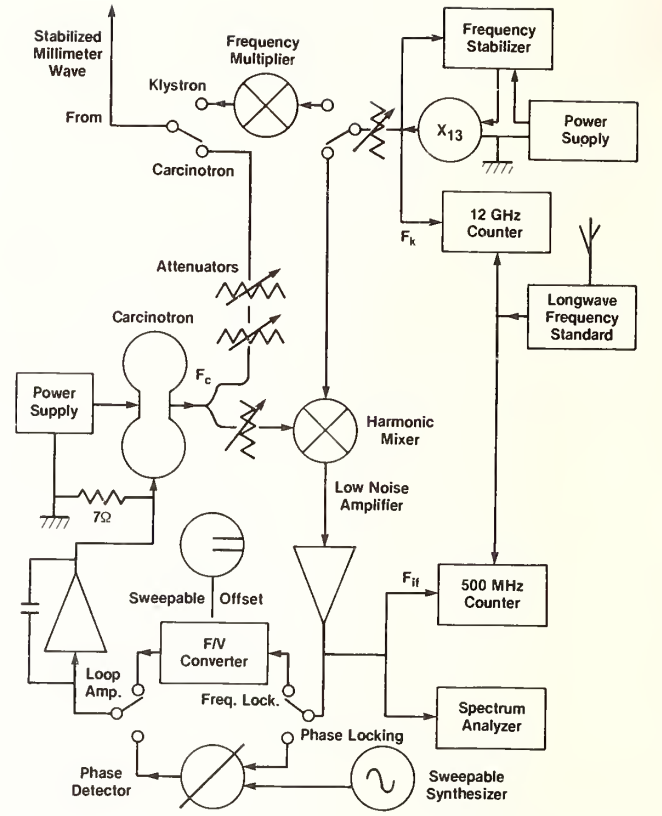 Stabilized
Millimeter
Wave
Frequency
Multiplier
Frequency
Stabilizer
Klystron
From
X13
Power
Supply
Carcinotron
12 GHz
Counter
Fk
Attenuators
Longwave
Frequency
Standard
Carcinotron
Fc
Power
Supply
Harmonic
Mixer
Low Noise
Amplifier
7Ω
Fif
500 MHz
Counter
Sweepable Offset
F/V
Converter
Loop
Amp.
Freq. Lock.
Spectrum
Analyzer
Phase Locking
Phase
Detector
Sweepable
Synthesizer